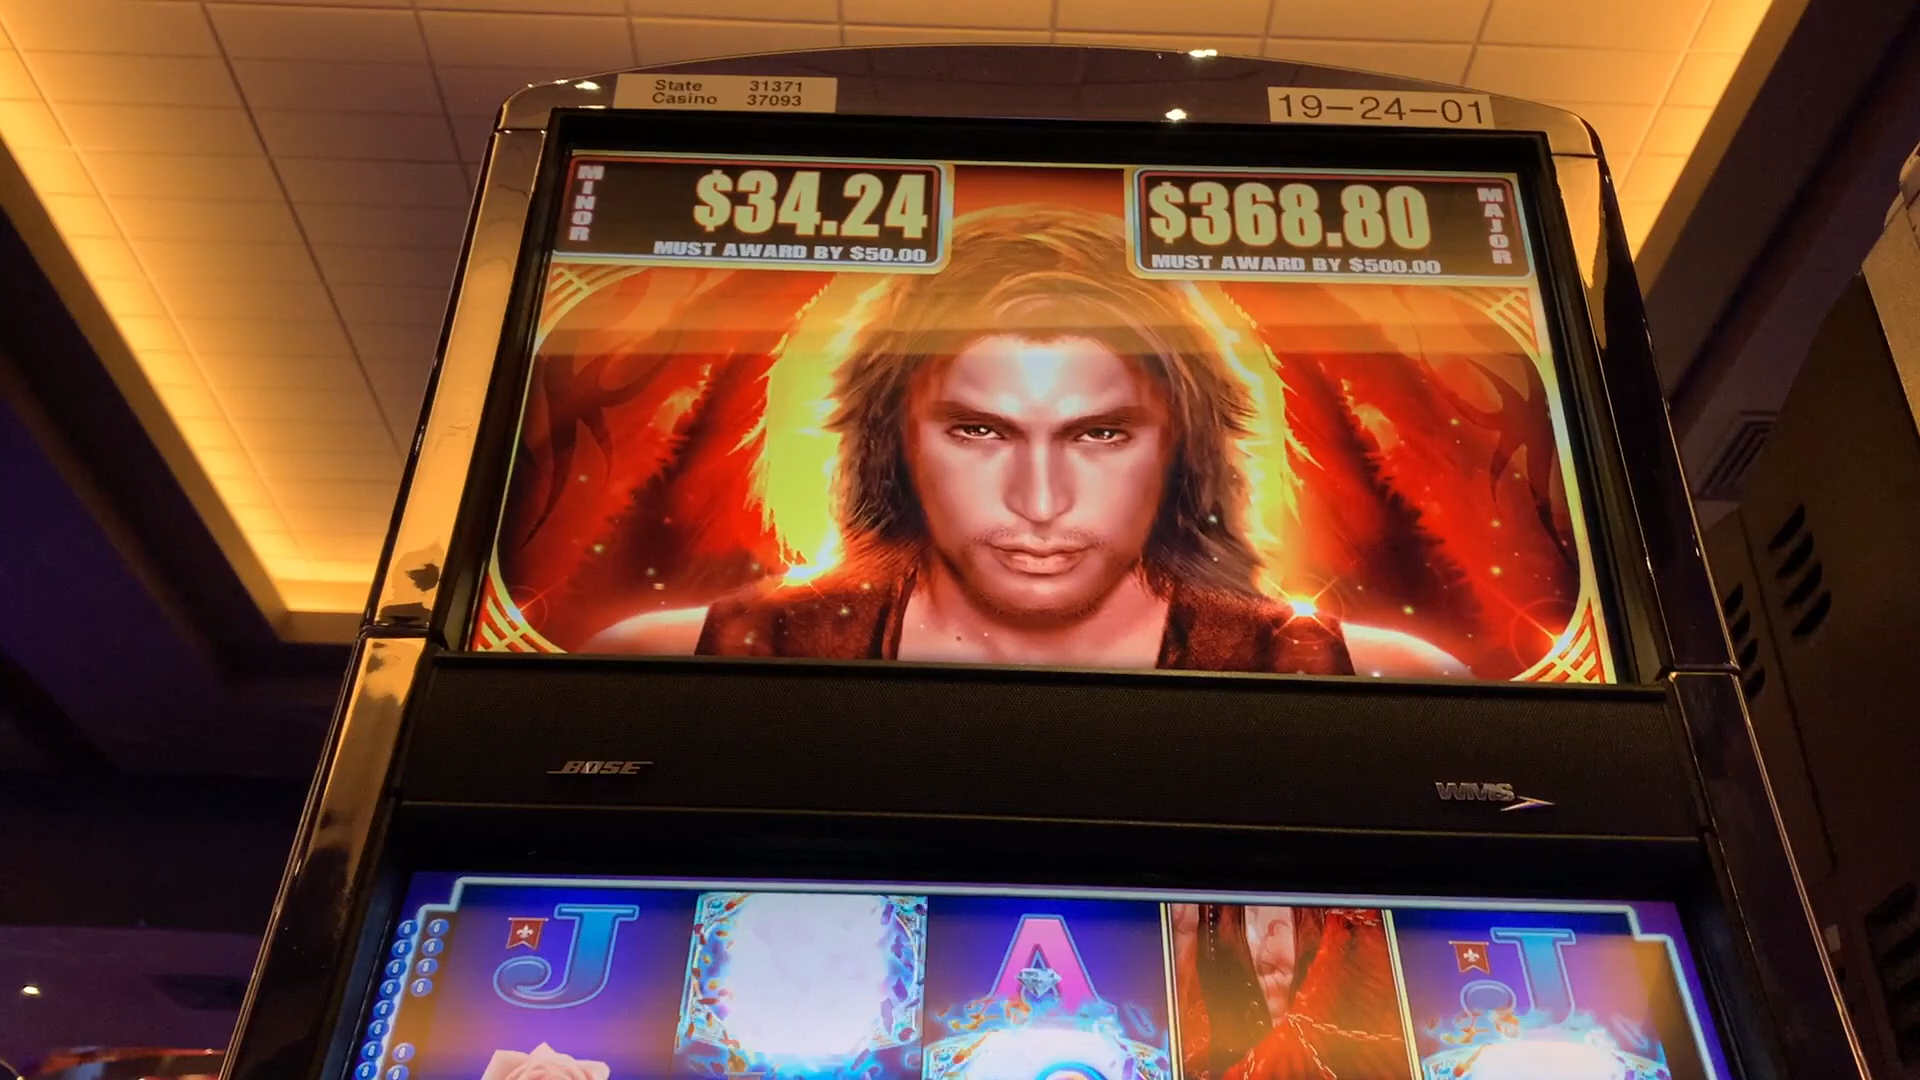 State 31371
Casino 37093
19-24-01
MINOR
$34.24
MUST AWARD BY $50.00
$368.80
MAJOR
MUST AWARD BY $500.00
BOSE
WMS
J
A
J